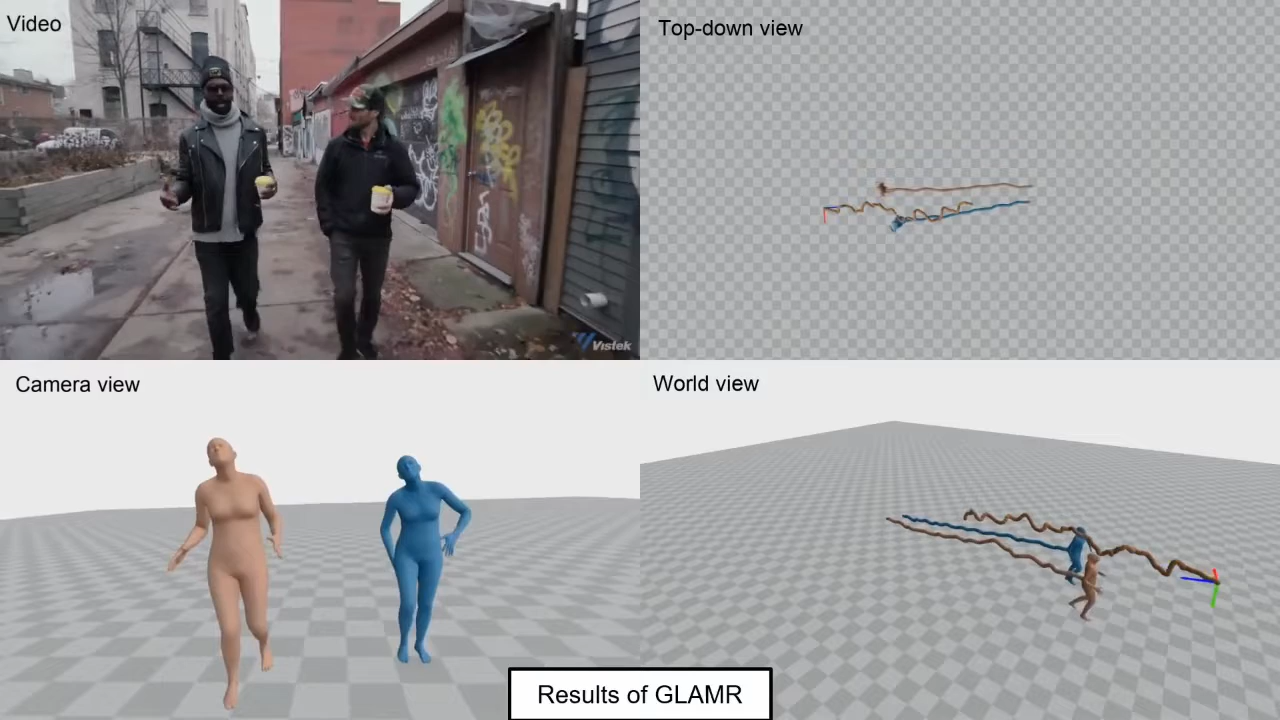 Video
Top-down view
Vistek
Camera view
World view
Results of GLAMR